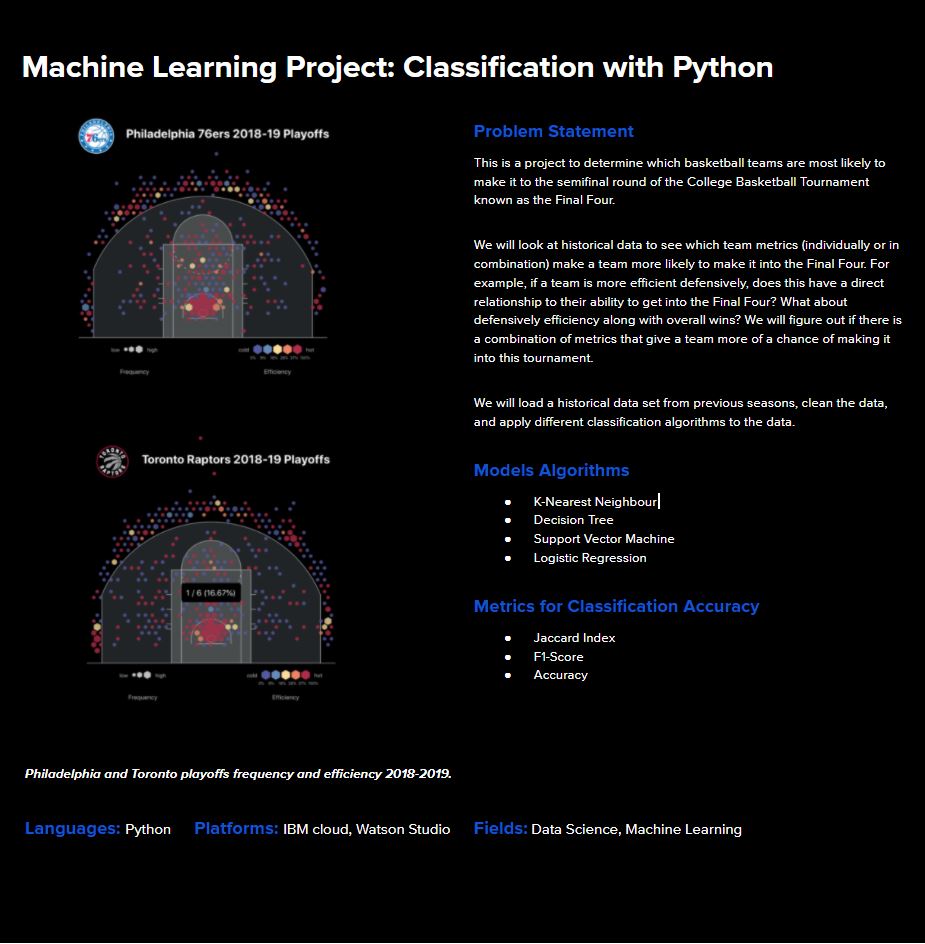 Machine Learning Project: Classification with Python
76ers
Philadelphia 76ers 2018-19 Playoffs
low
high
cold
hot
Frequency
Efficiency
TORONTO
RAPTORS
Toronto Raptors 2018-19 Playoffs
1 / 6 (16.67%)
low
high
cold
hot
Frequency
Efficiency
Philadelphia and Toronto playoffs frequency and efficiency 2018-2019.
Problem Statement
This is a project to determine which basketball teams are most likely to
make it to the semifinal round of the College Basketball Tournament
known as the Final Four.
We will look at historical data to see which team metrics (individually or in
combination) make a team more likely to make it into the Final Four. For
example, if a team is more efficient defensively, does this have a direct
relationship to their ability to get into the Final Four? What about
defensively efficiency along with overall wins? We will figure out if there is
a combination of metrics that give a team more of a chance of making it
into this tournament.
We will load a historical data set from previous seasons, clean the data,
and apply different classification algorithms to the data.
Models Algorithms
● K-Nearest Neighbour
● Decision Tree
● Support Vector Machine
● Logistic Regression
Metrics for Classification Accuracy
● Jaccard Index
● F1-Score
● Accuracy
Languages: Python Platforms: IBM cloud, Watson Studio Fields: Data Science, Machine Learning